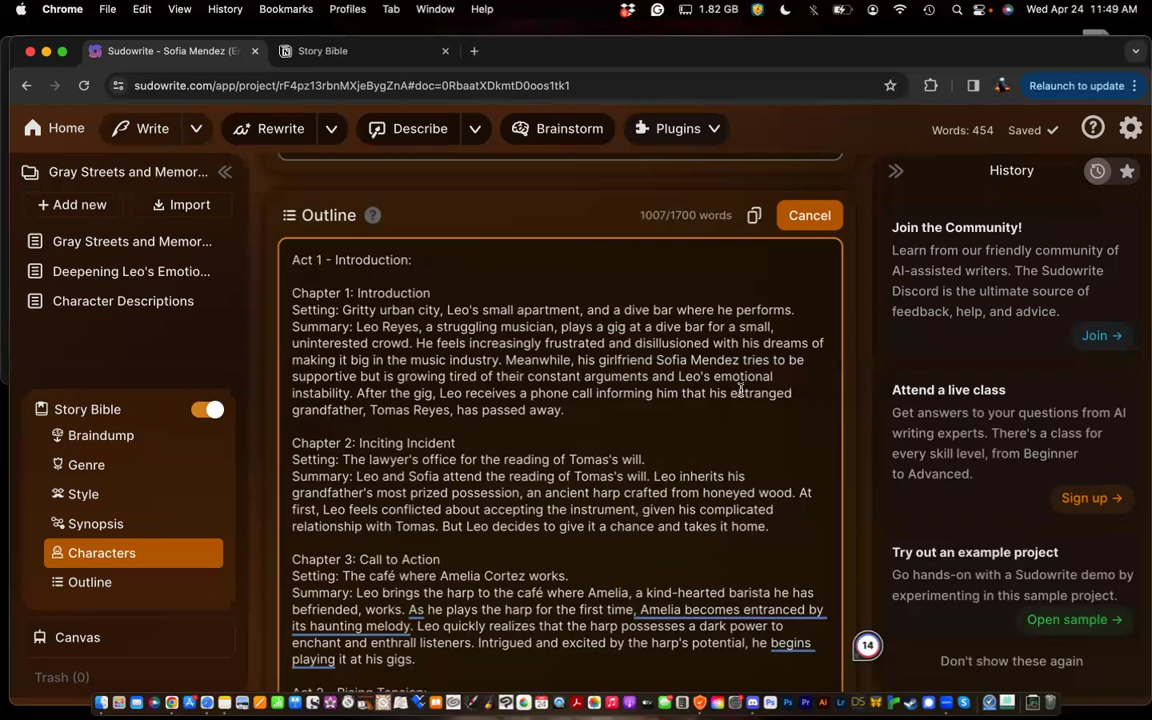 Chrome File Edit View History Bookmarks Profiles Tab Window Help 1.82 GB Wed Apr 24 11:49 AM
Sudowrite - Sofia Mendez (E
Story Bible
sudowrite.com/app/project/rF4pz13rbnMXjeBygZnA#doc=0RbaatXDkmtD0oos1tk1
Relaunch to update
Home Write Rewrite Describe Brainstorm Plugins Words: 454 Saved
Gray Streets and Memor...
+ Add new Import
Gray Streets and Memor...
Deepening Leo's Emotio...
Character Descriptions
Story Bible
Braindump
Genre
Style
Synopsis
Characters
Outline
Canvas
Trash (0)
Outline 1007/1700 words Cancel
Act 1 - Introduction:
Chapter 1: Introduction
Setting: Gritty urban city, Leo's small apartment, and a dive bar where he performs.
Summary: Leo Reyes, a struggling musician, plays a gig at a dive bar for a small,
uninterested crowd. He feels increasingly frustrated and disillusioned with his dreams of
making it big in the music industry. Meanwhile, his girlfriend Sofia Mendez tries to be
supportive but is growing tired of their constant arguments and Leo's emotional
instability. After the gig, Leo receives a phone call informing him that his estranged
grandfather, Tomas Reyes, has passed away.
Chapter 2: Inciting Incident
Setting: The lawyer's office for the reading of Tomas's will.
Summary: Leo and Sofia attend the reading of Tomas's will. Leo inherits his
grandfather's most prized possession, an ancient harp crafted from honeyed wood. At
first, Leo feels conflicted about accepting the instrument, given his complicated
relationship with Tomas. But Leo decides to give it a chance and takes it home.
Chapter 3: Call to Action
Setting: The café where Amelia Cortez works.
Summary: Leo brings the harp to the café where Amelia, a kind-hearted barista he has
befriended, works. As he plays the harp for the first time, Amelia becomes entranced by
its haunting melody. Leo quickly realizes that the harp possesses a dark power to
enchant and enthrall listeners. Intrigued and excited by the harp's potential, he begins
playing it at his gigs.
14
History
Join the Community!
Learn from our friendly community of
AI-assisted writers. The Sudowrite
Discord is the ultimate source of
feedback, help, and advice.
Join →
Attend a live class
Get answers to your questions from AI
writing experts. There's a class for
every skill level, from Beginner
to Advanced.
Sign up →
Try out an example project
Go hands-on with a Sudowrite demo by
experimenting in this sample project.
Open sample →
Don't show these again